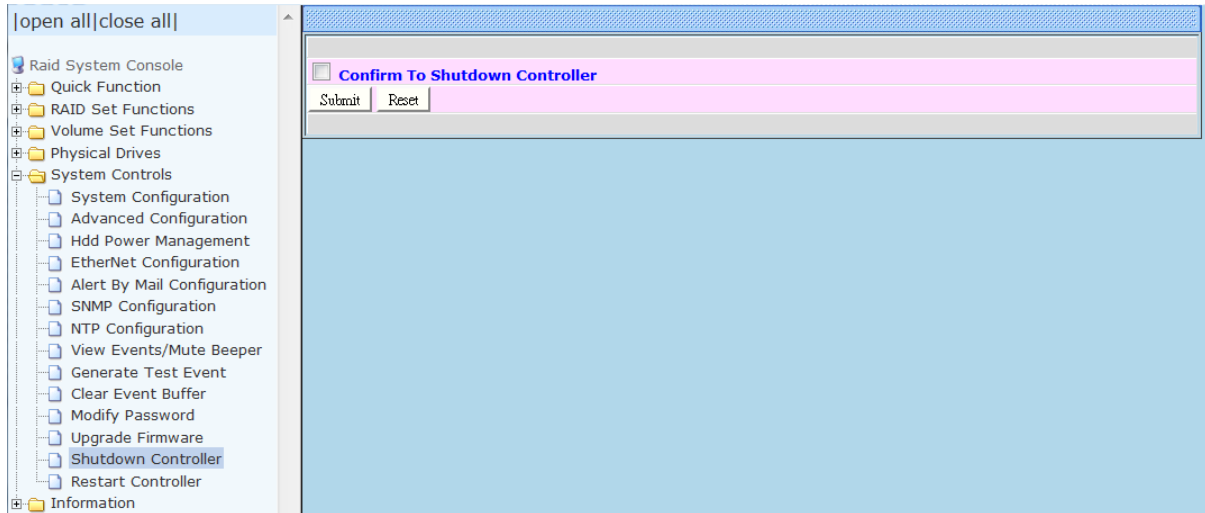 |open all|close all|
Raid System Console
Quick Function
RAID Set Functions
Volume Set Functions
Physical Drives
System Controls
System Configuration
Advanced Configuration
Hdd Power Management
EtherNet Configuration
Alert By Mail Configuration
SNMP Configuration
NTP Configuration
View Events/Mute Beeper
Generate Test Event
Clear Event Buffer
Modify Password
Upgrade Firmware
Shutdown Controller
Restart Controller
Information
Confirm To Shutdown Controller
Submit Reset